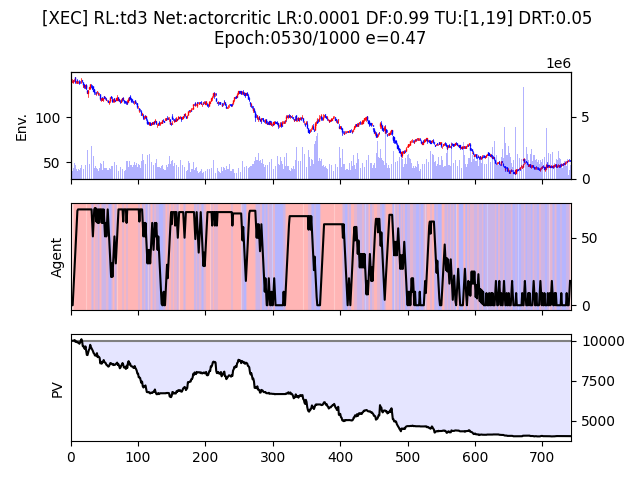 [XEC] RL:td3 Net:actorcritic LR:0.0001 DF:0.99 TU:[1,19] DRT:0.05
Epoch:0530/1000 e=0.47
1e6
Env.
100
50
5
0
Agent
50
0
PV
10000
7500
5000
0 100 200 300 400 500 600 700